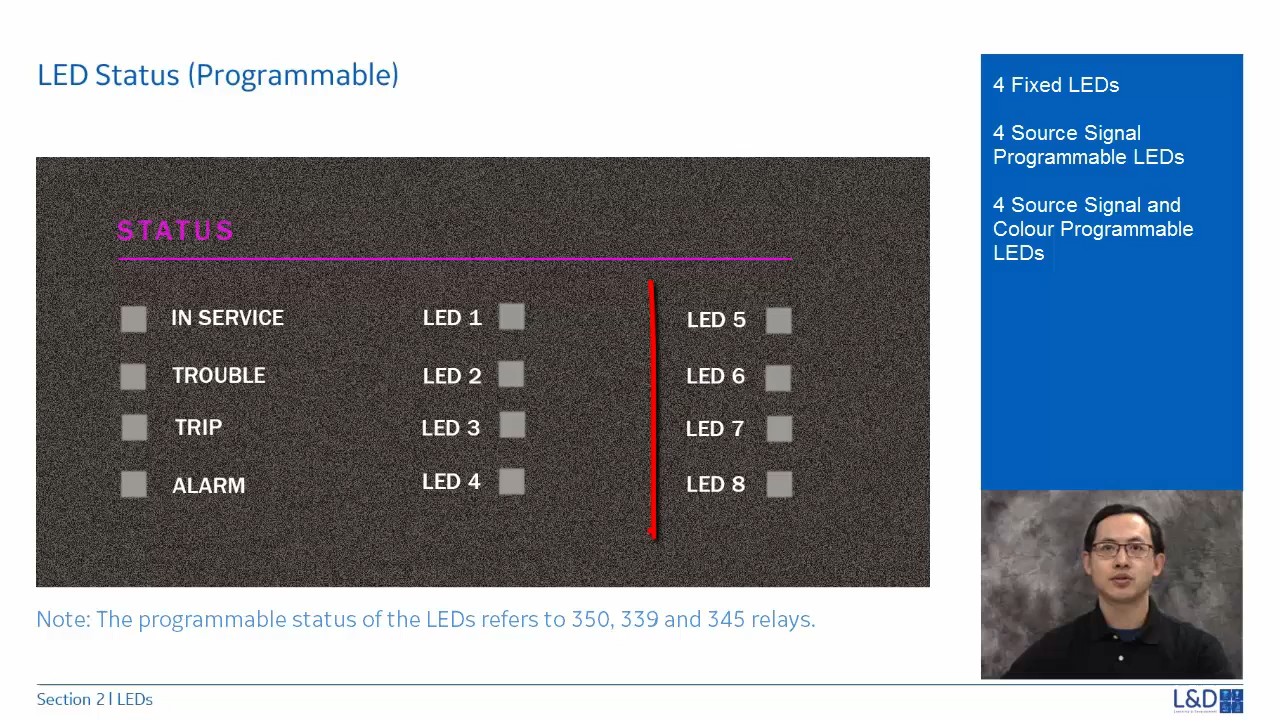 LED Status (Programmable)
4 Fixed LEDs
4 Source Signal
Programmable LEDs
4 Source Signal and
Colour Programmable
LEDs
STATUS
IN SERVICE LED 1 LED 5
TROUBLE LED 2 LED 6
TRIP LED 3 LED 7
ALARM LED 4 LED 8
Note: The programmable status of the LEDs refers to 350, 339 and 345 relays.
Section 2 | LEDs
L&D